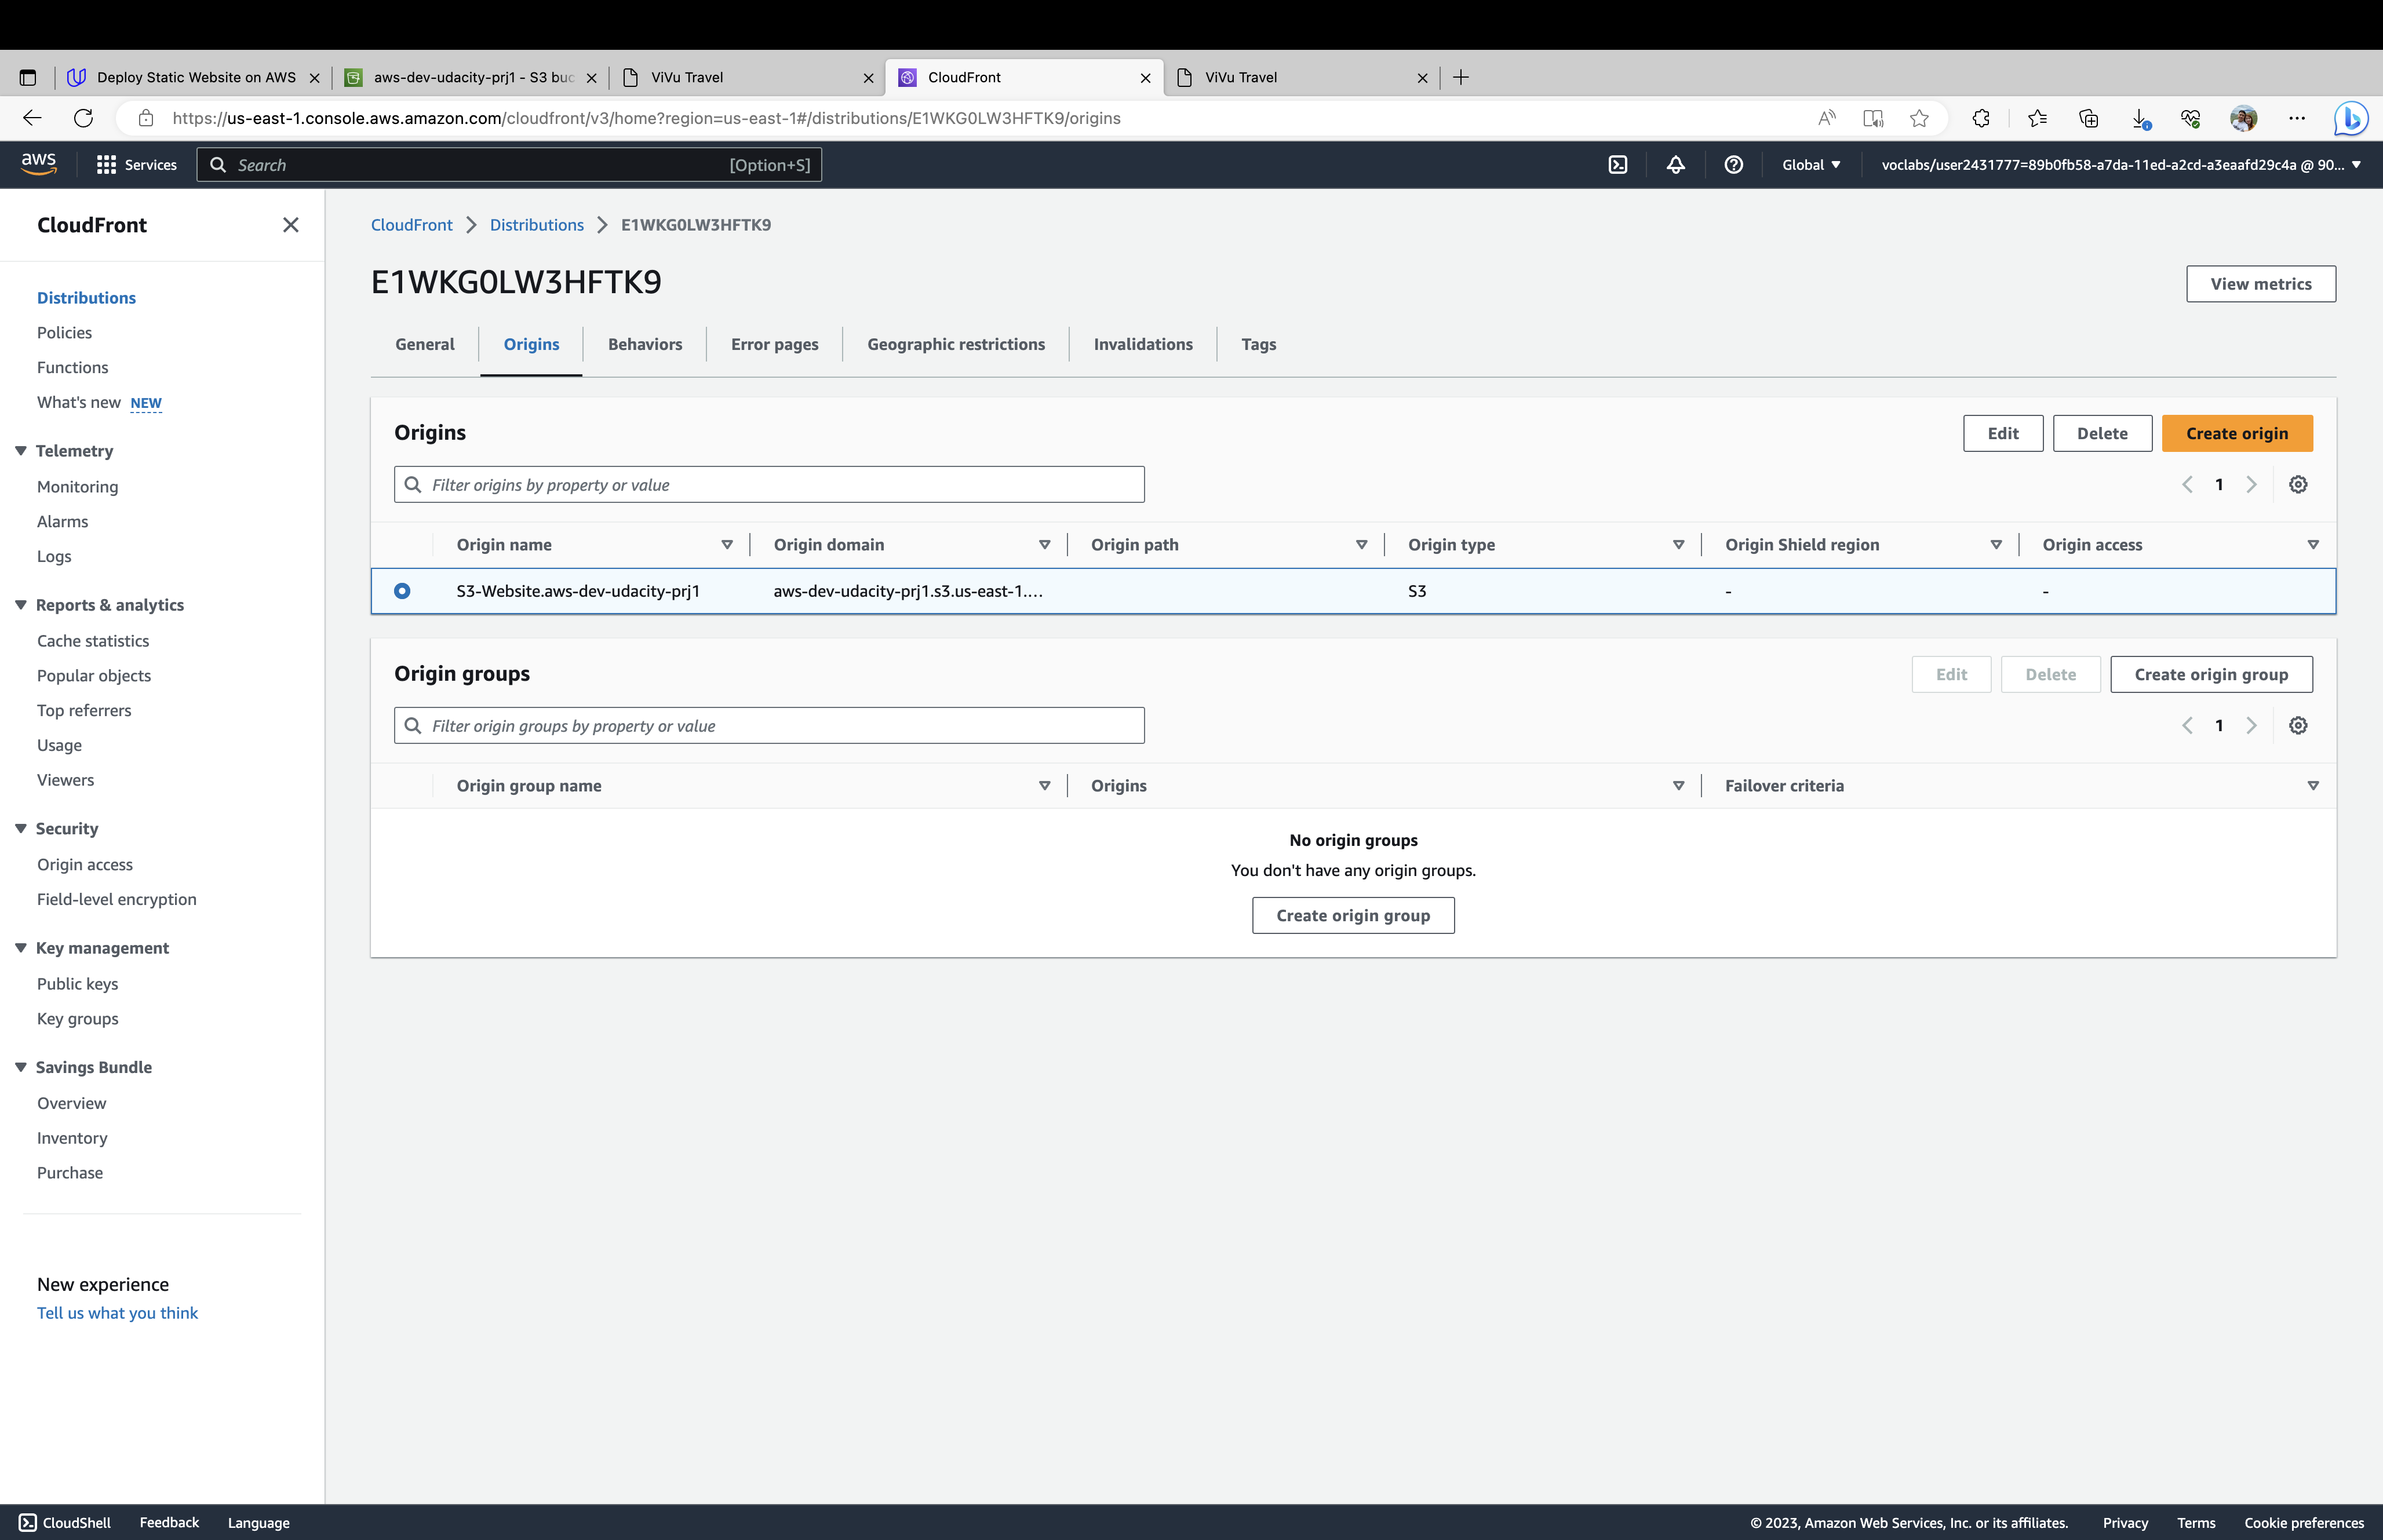 Deploy Static Website on AWS
aws-dev-udacity-prj1 - S3 buc
ViVu Travel
CloudFront
ViVu Travel
https://us-east-1.console.aws.amazon.com/cloudfront/v3/home?region=us-east-1#/distributions/E1WKG0LW3HFTK9/origins
aws
Services
Search
[Option+S]
Global
voclabs/user2431777=89b0fb58-a7da-11ed-a2cd-a3eaafd29c4a @ 90...
CloudFront
Distributions
Policies
Functions
What's new NEW
Telemetry
Monitoring
Alarms
Logs
Reports & analytics
Cache statistics
Popular objects
Top referrers
Usage
Viewers
Security
Origin access
Field-level encryption
Key management
Public keys
Key groups
Savings Bundle
Overview
Inventory
Purchase
New experience
Tell us what you think
CloudFront > Distributions > E1WKG0LW3HFTK9
E1WKG0LW3HFTK9
View metrics
General
Origins
Behaviors
Error pages
Geographic restrictions
Invalidations
Tags
Origins
Edit
Delete
Create origin
Filter origins by property or value
1
Origin name
Origin domain
Origin path
Origin type
Origin Shield region
Origin access
S3-Website.aws-dev-udacity-prj1
aws-dev-udacity-prj1.s3.us-east-1....
S3
-
-
Origin groups
Edit
Delete
Create origin group
Filter origin groups by property or value
1
Origin group name
Origins
Failover criteria
No origin groups
You don't have any origin groups.
Create origin group
CloudShell
Feedback
Language
© 2023, Amazon Web Services, Inc. or its affiliates.
Privacy
Terms
Cookie preferences